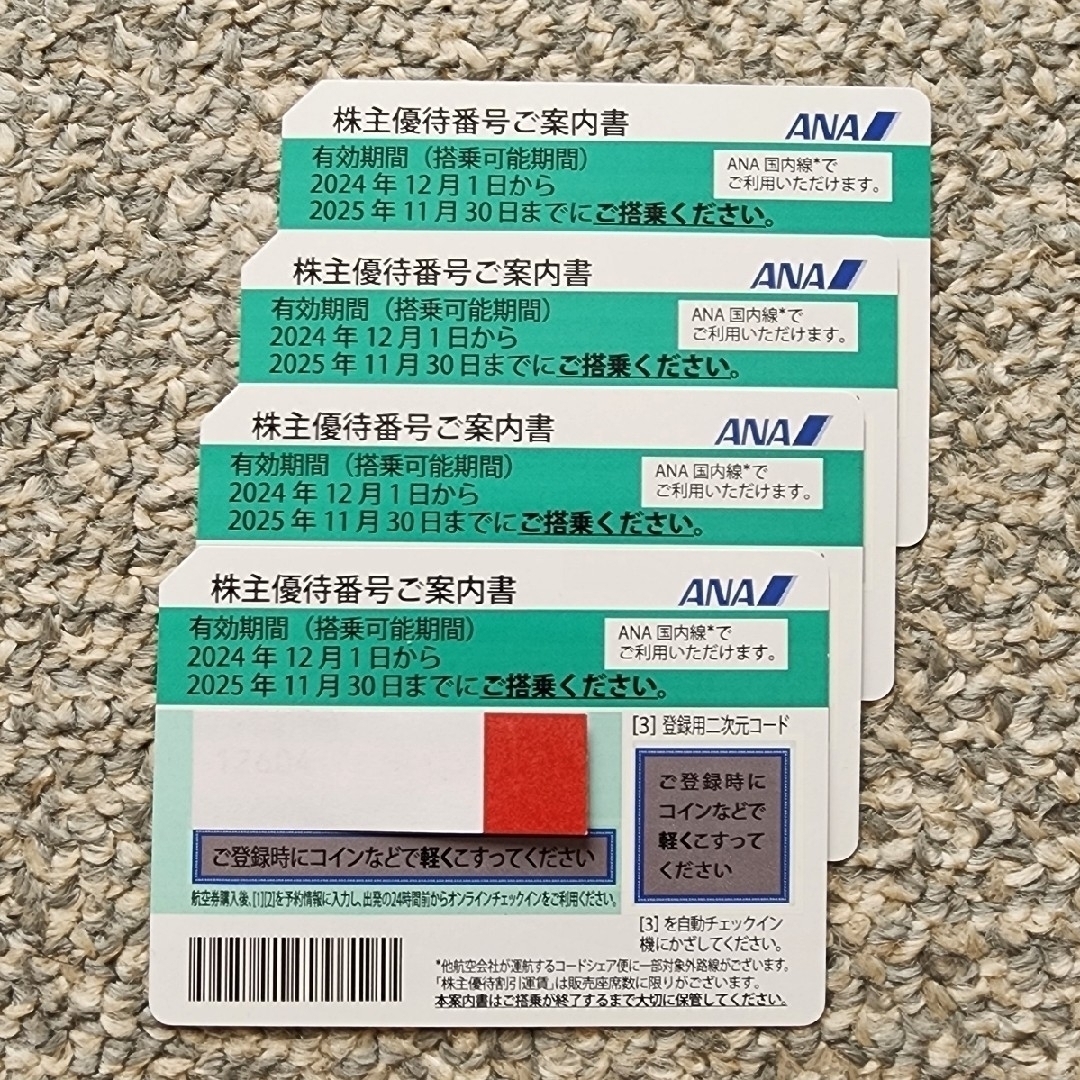 株主優待番号ご案内書
ANA
有効期間（搭乗可能期間）
2024年12月1日から
2025年11月30日までにご搭乗ください。
ANA 国内線*で
ご利用いただけます。
株主優待番号ご案内書
ANA
有効期間（搭乗可能期間）
2024年12月1日から
2025年11月30日までにご搭乗ください。
ANA 国内線*で
ご利用いただけます。
株主優待番号ご案内書
ANA
有効期間（搭乗可能期間）
2024年12月1日から
2025年11月30日までにご搭乗ください。
ANA 国内線*で
ご利用いただけます。
株主優待番号ご案内書
ANA
有効期間（搭乗可能期間）
2024年12月1日から
2025年11月30日までにご搭乗ください。
ANA 国内線*で
ご利用いただけます。
ご登録時にコインなどで軽くこすってください
航空券購入後、[1][2]を予約情報に入力し、出発の24時間前からオンラインチェックインをご利用ください。
[3] 登録用二次元コード
ご登録時に
コインなどで
軽くこすって
ください
[3] を自動チェックイン
機にかざしてください。
*他航空会社が運航するコードシェア便に一部対象外路線がございます。
「株主優待割引運賃」は販売座席数に限りがございます。
本案内書はご搭乗が終了するまで大切に保管してください。